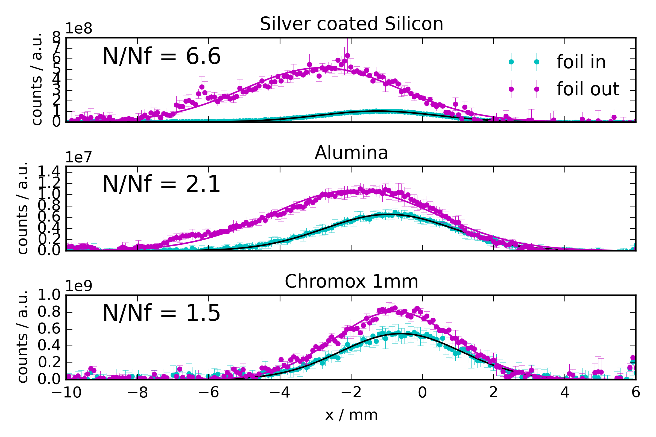 Silver coated Silicon
1e8
N/Nf = 6.6
foil in
foil out
counts / a.u.
8
7
6
5
4
3
2
1
0
Alumina
1e7
N/Nf = 2.1
counts / a.u.
1.4
1.2
1.0
0.8
0.6
0.4
0.2
0.0
Chromox 1mm
1e9
N/Nf = 1.5
counts / a.u.
1.0
0.8
0.6
0.4
0.2
0.0
−10 −8 −6 −4 −2 0 2 4 6
x / mm